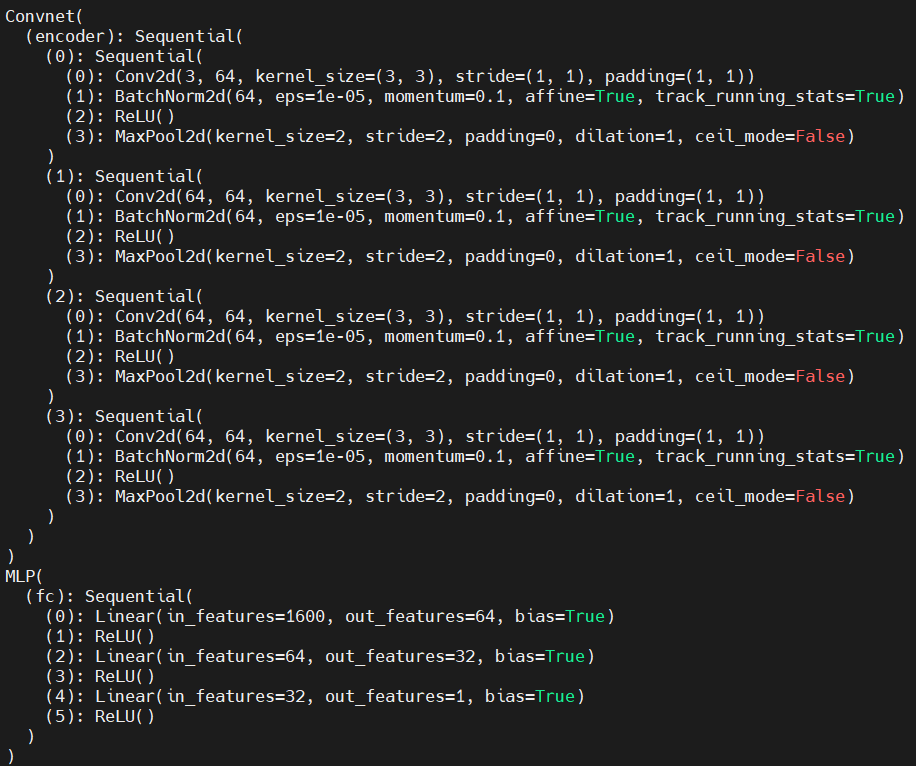 Convnet(
  (encoder): Sequential(
    (0): Sequential(
      (0): Conv2d(3, 64, kernel_size=(3, 3), stride=(1, 1), padding=(1, 1))
      (1): BatchNorm2d(64, eps=1e-05, momentum=0.1, affine=True, track_running_stats=True)
      (2): ReLU()
      (3): MaxPool2d(kernel_size=2, stride=2, padding=0, dilation=1, ceil_mode=False)
    )
    (1): Sequential(
      (0): Conv2d(64, 64, kernel_size=(3, 3), stride=(1, 1), padding=(1, 1))
      (1): BatchNorm2d(64, eps=1e-05, momentum=0.1, affine=True, track_running_stats=True)
      (2): ReLU()
      (3): MaxPool2d(kernel_size=2, stride=2, padding=0, dilation=1, ceil_mode=False)
    )
    (2): Sequential(
      (0): Conv2d(64, 64, kernel_size=(3, 3), stride=(1, 1), padding=(1, 1))
      (1): BatchNorm2d(64, eps=1e-05, momentum=0.1, affine=True, track_running_stats=True)
      (2): ReLU()
      (3): MaxPool2d(kernel_size=2, stride=2, padding=0, dilation=1, ceil_mode=False)
    )
    (3): Sequential(
      (0): Conv2d(64, 64, kernel_size=(3, 3), stride=(1, 1), padding=(1, 1))
      (1): BatchNorm2d(64, eps=1e-05, momentum=0.1, affine=True, track_running_stats=True)
      (2): ReLU()
      (3): MaxPool2d(kernel_size=2, stride=2, padding=0, dilation=1, ceil_mode=False)
    )
  )
)
MLP(
  (fc): Sequential(
    (0): Linear(in_features=1600, out_features=64, bias=True)
    (1): ReLU()
    (2): Linear(in_features=64, out_features=32, bias=True)
    (3): ReLU()
    (4): Linear(in_features=32, out_features=1, bias=True)
    (5): ReLU()
  )
)